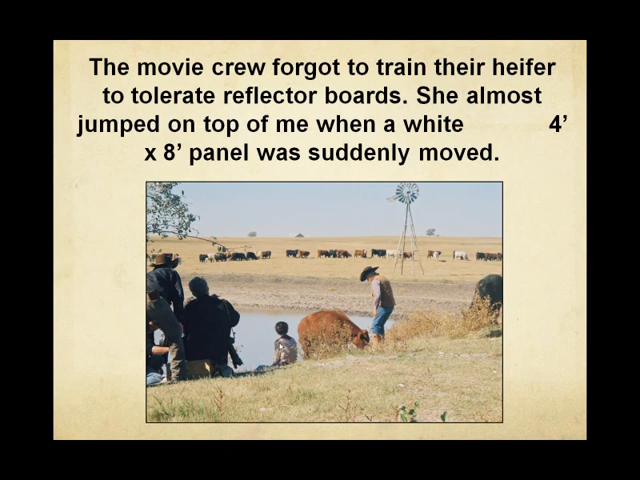 The movie crew forgot to train their heifer
to tolerate reflector boards. She almost
jumped on top of me when a white 4’
x 8’ panel was suddenly moved.